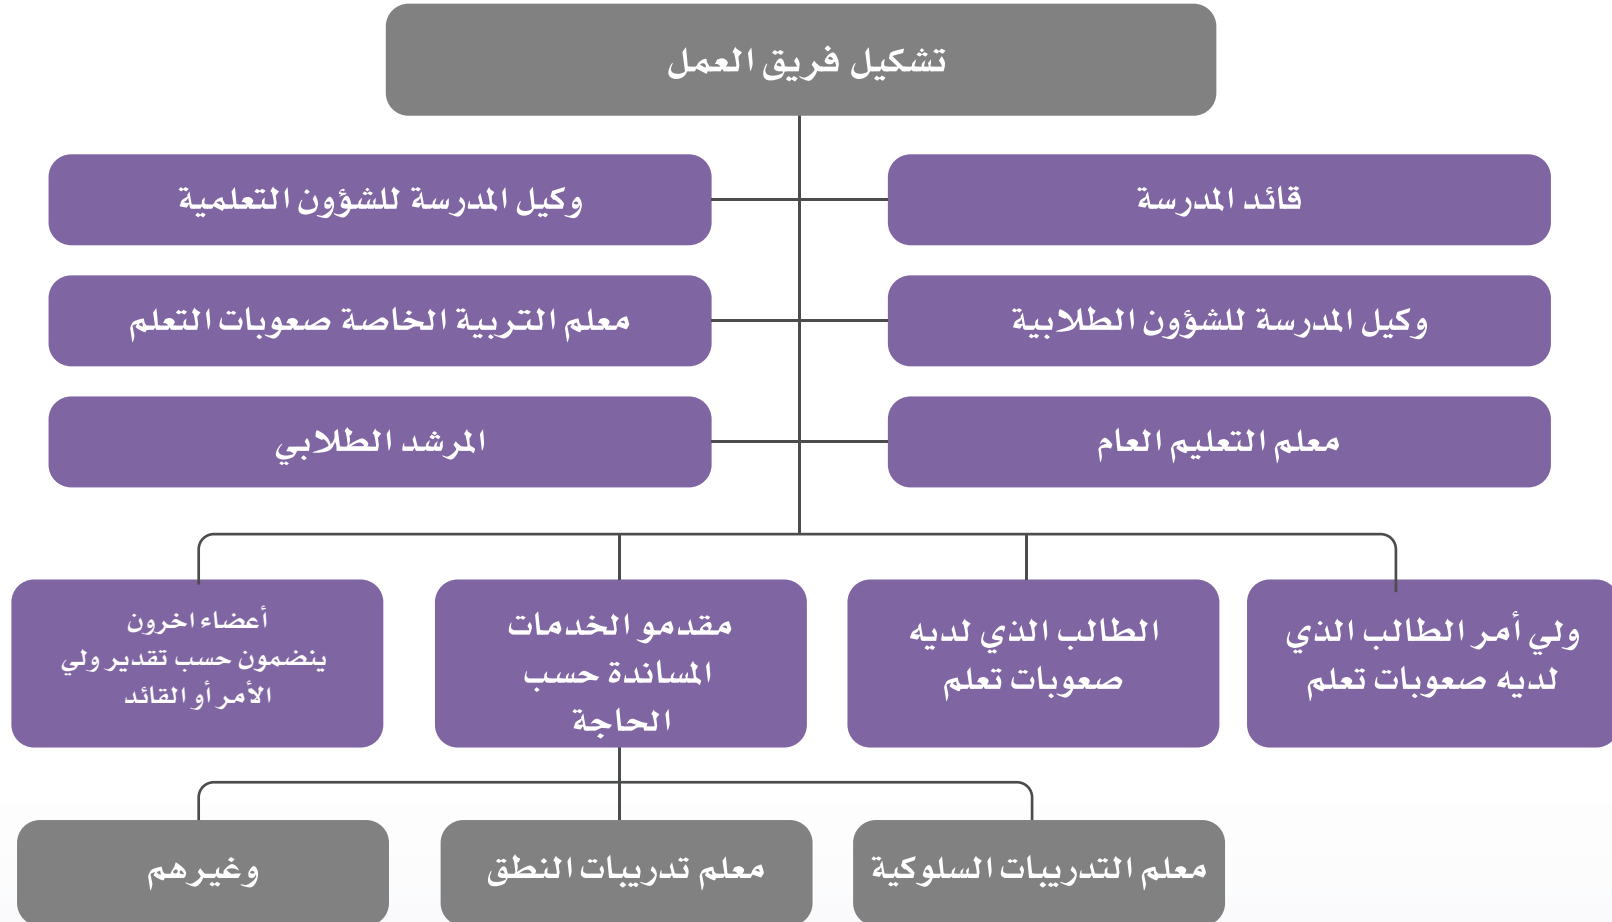 تشكيل فريق العمل
قائد المدرسة
وكيل المدرسة للشؤون التعلمية
وكيل المدرسة للشؤون الطلابية
معلم التربية الخاصة صعوبات التعلم
معلم التعليم العام
المرشد الطلابي
ولي أمر الطالب الذي
لديه صعوبات تعلم
الطالب الذي لديه
صعوبات تعلم
مقدمو الخدمات
المساندة حسب
الحاجة
أعضاء اخرون
ينضمون حسب تقدير ولي
الأمر أو القائد
معلم التدريبات السلوكية
معلم تدريبات النطق
وغيرهم